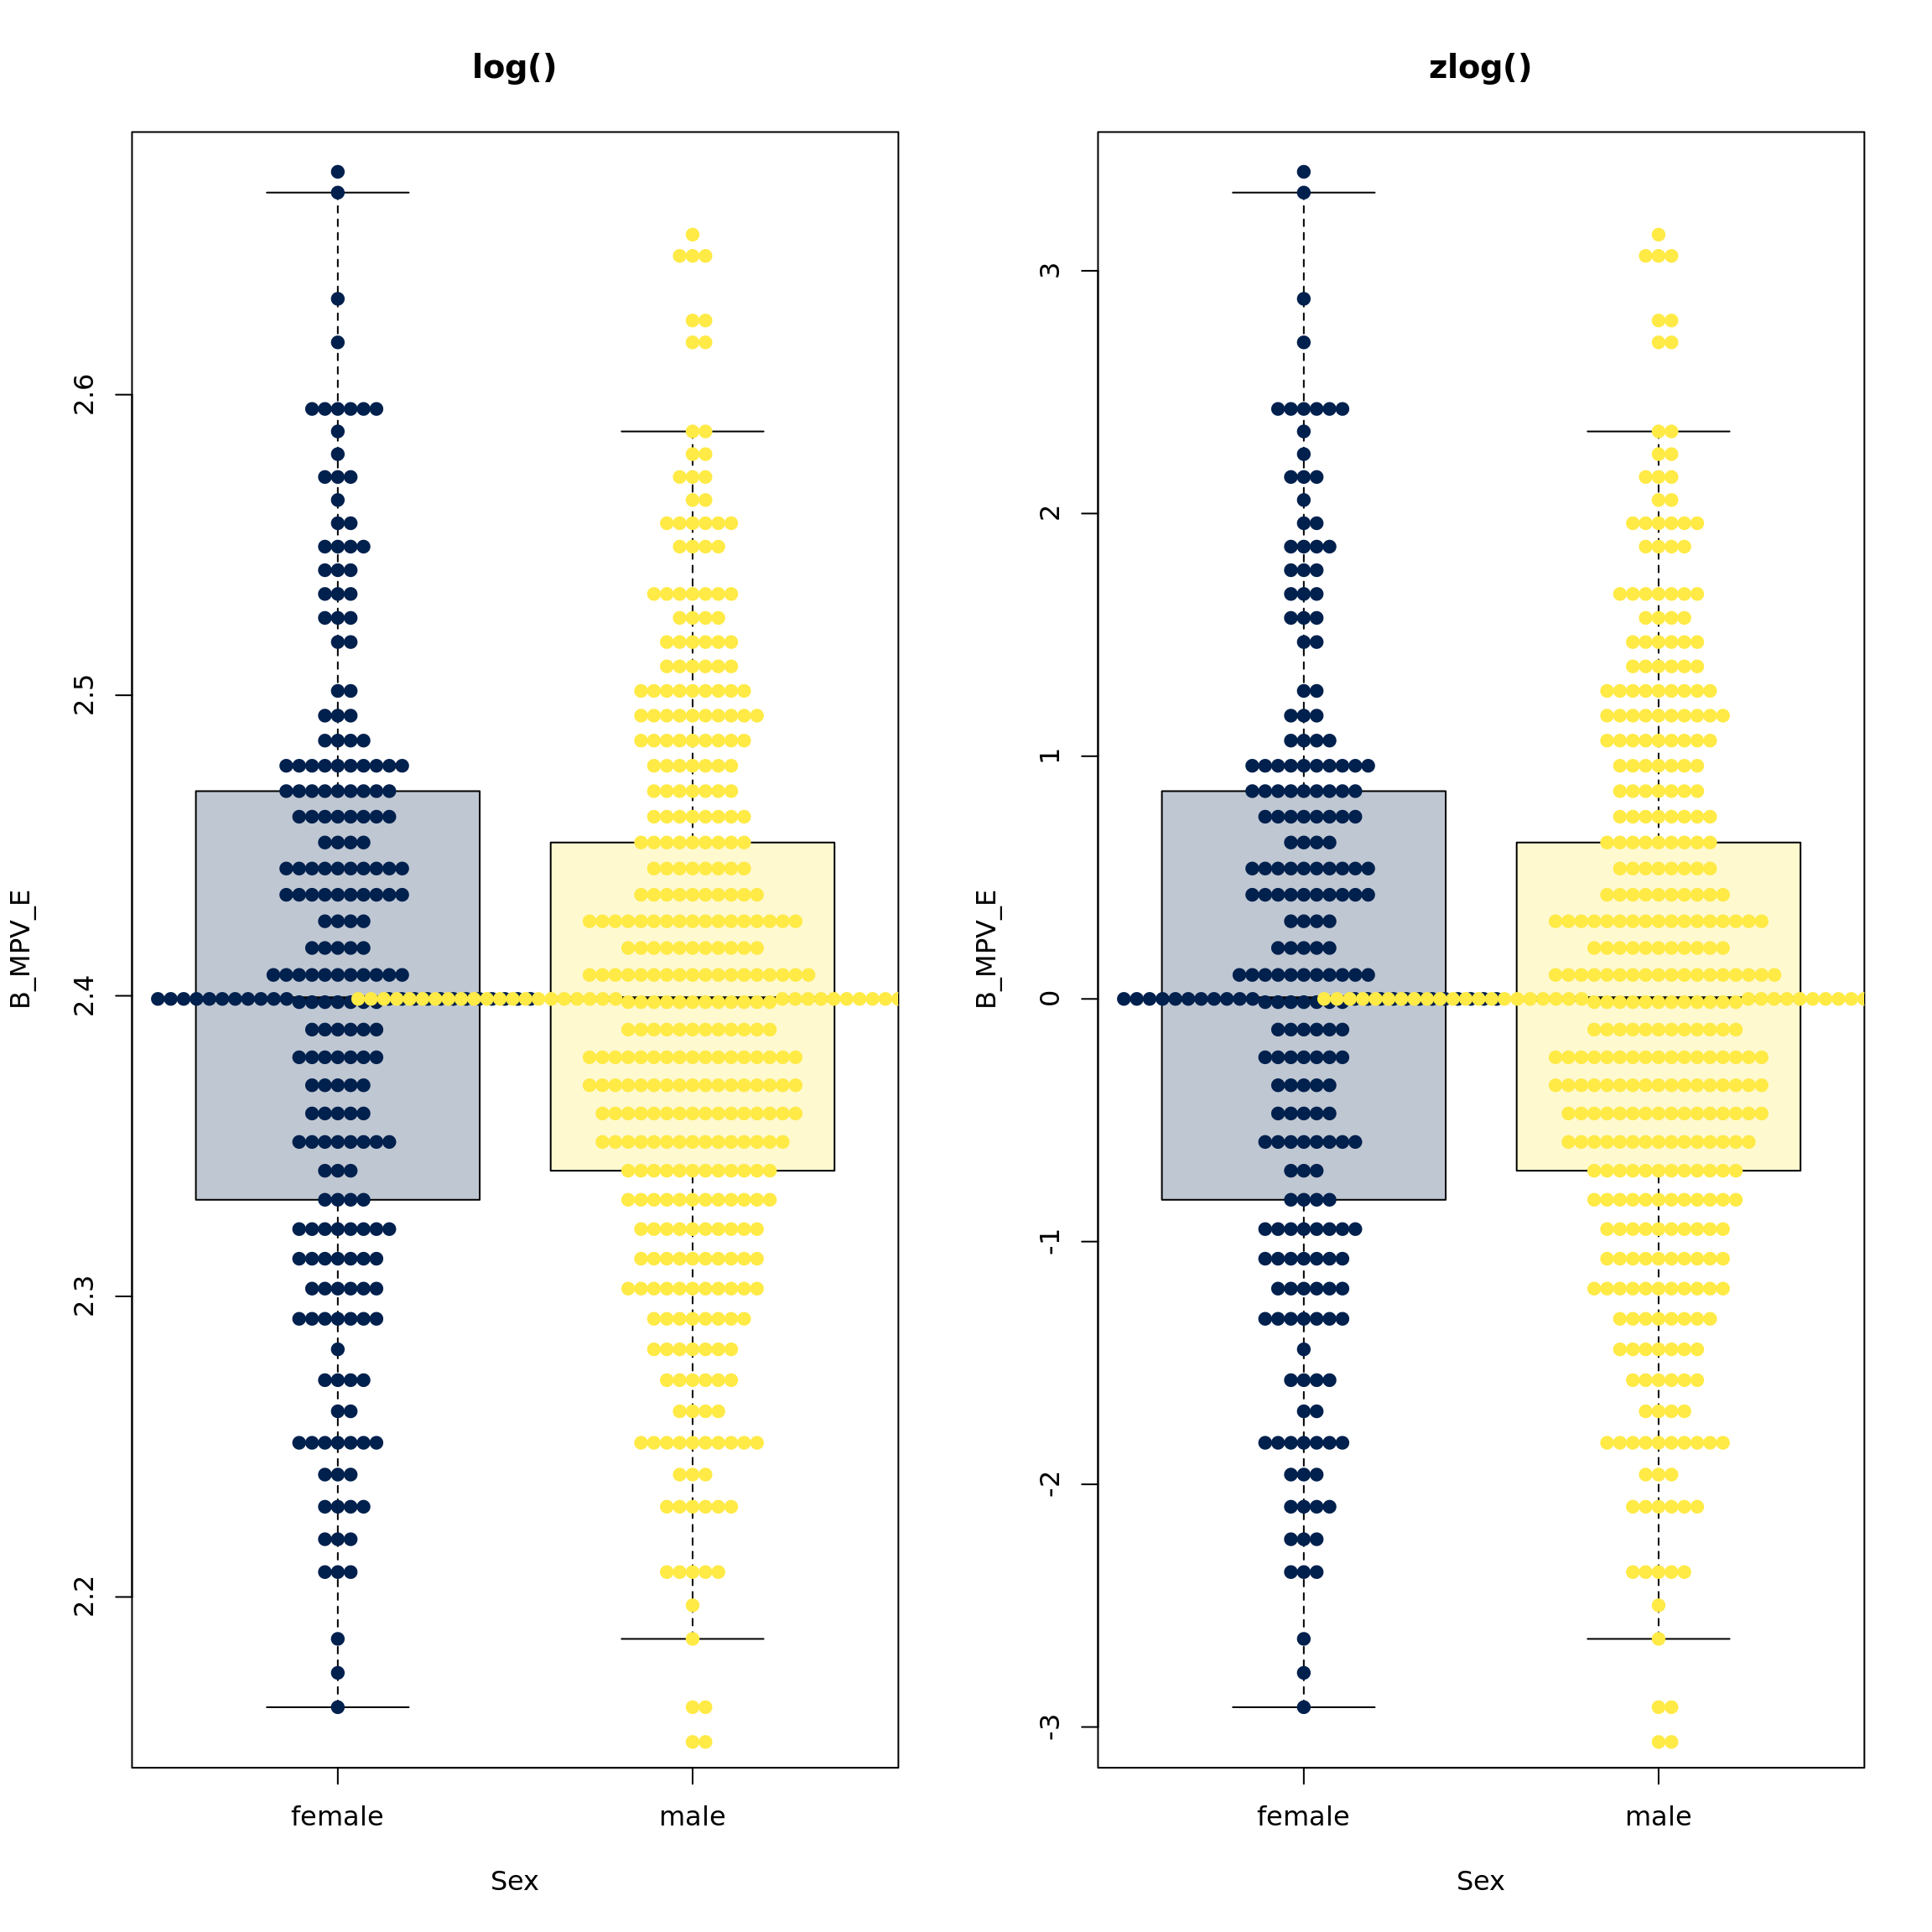 log()
B_MPV_E
2.6
2.5
2.4
2.3
2.2
female
male
Sex
zlog()
B_MPV_E
3
2
1
0
-1
-2
-3
female
male
Sex